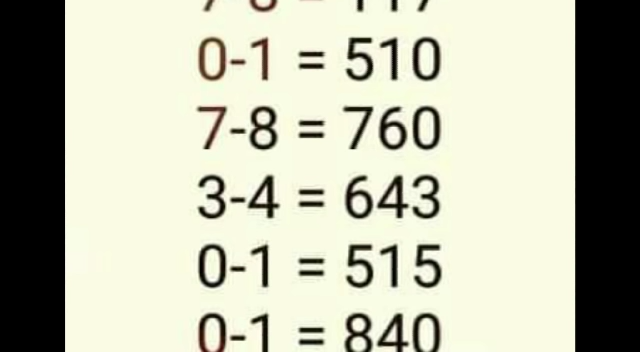 0-1 = 510
7-8 = 760
3-4 = 643
0-1 = 515
0-1 = 840